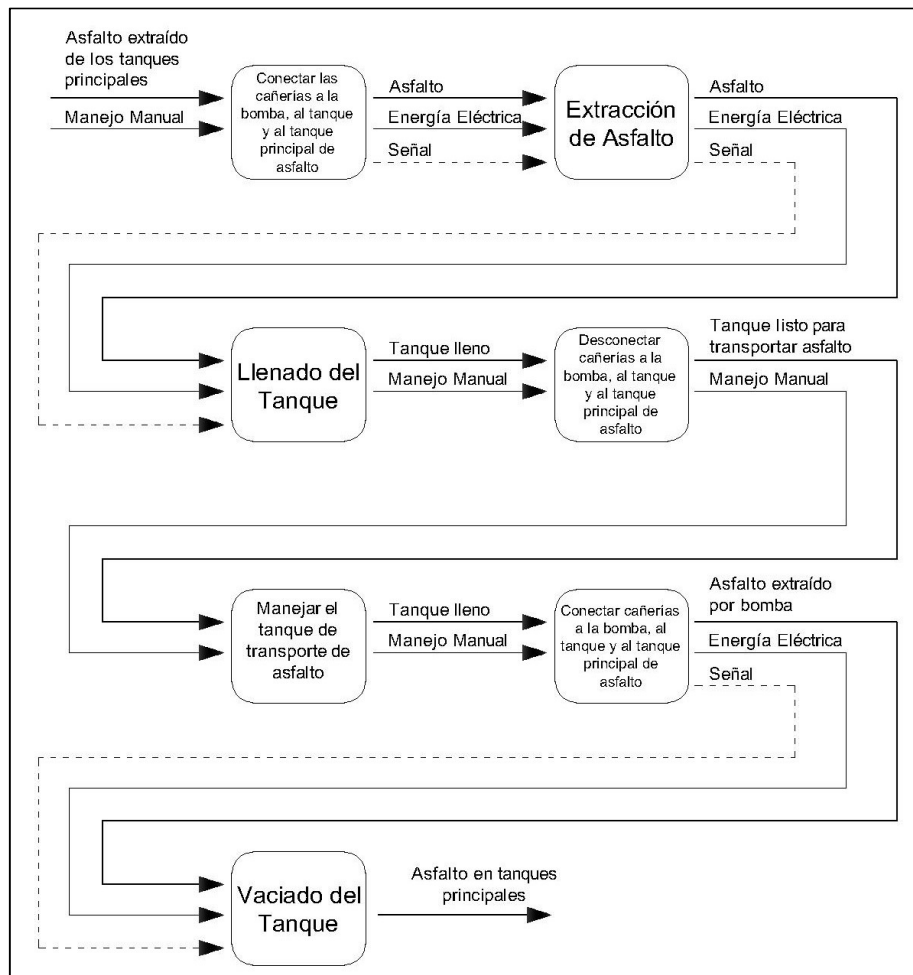 Asfalto extraído
de los tanques
principales
Manejo Manual
Conectar las
cañerías a la
bomba, al tanque
y al tanque
principal de
asfalto
Asfalto
Energía Eléctrica
Señal
Extracción
de Asfalto
Asfalto
Energía Eléctrica
Señal
Llenado del
Tanque
Tanque lleno
Manejo Manual
Desconectar
cañerías a la
bomba, al tanque
y al tanque
principal de
asfalto
Tanque listo para
transportar asfalto
Manejo Manual
Manejar el
tanque de
transporte de
asfalto
Tanque lleno
Manejo Manual
Conectar cañerias
a la bomba, al
tanque y al tanque
principal de
asfalto
Asfalto extraído
por bomba
Energía Eléctrica
Señal
Vaciado del
Tanque
Asfalto en tanques
principales